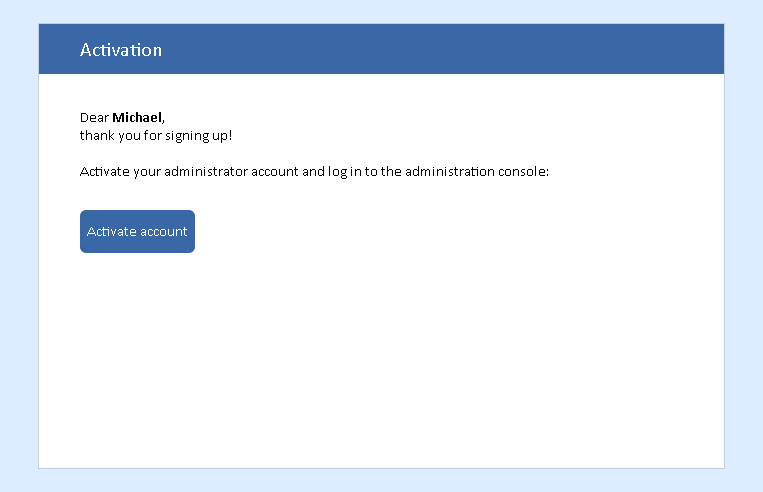 Activation
Dear Michael,
thank you for signing up!
Activate your administrator account and log in to the administration console:
Activate account